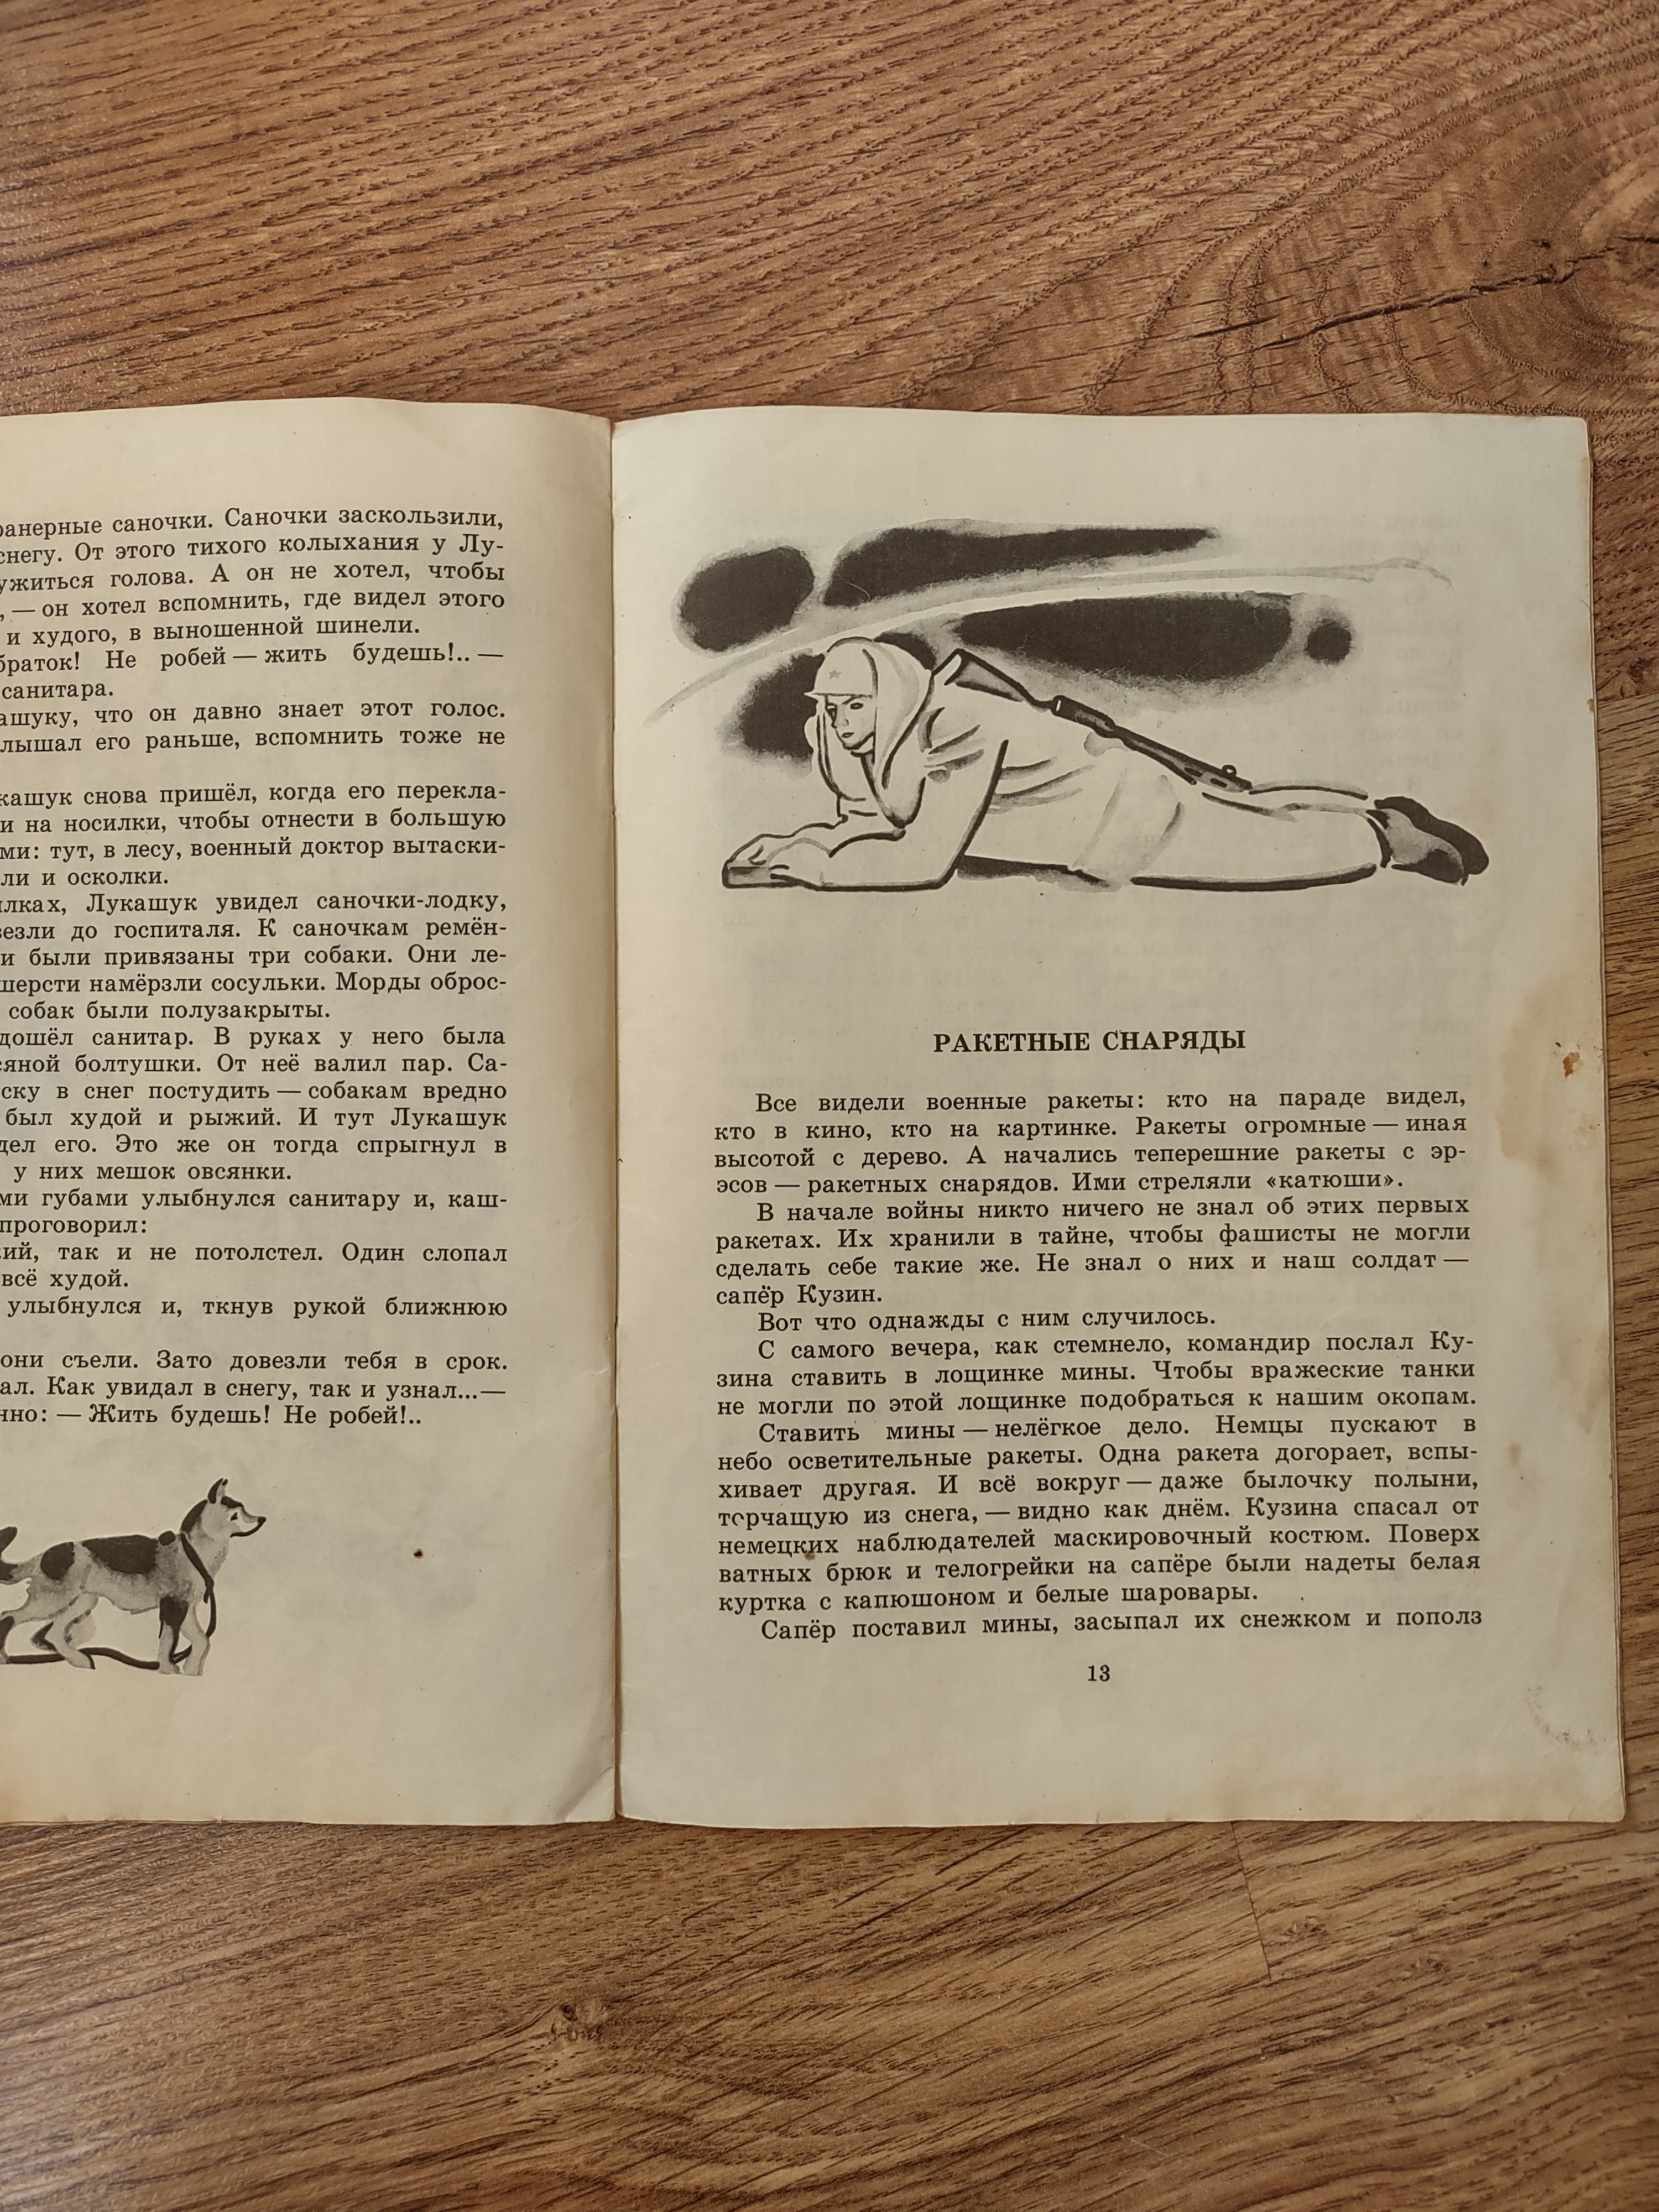 саночки. Саночки заскользили,
снегу. От этого тихого колыхания у Лу-
голова. А он не хотел, чтобы
, — он хотел вспомнить, где видел этого
и худого, в выношенной шинели.
браток! Не робей — жить будешь!.. —
санитара.
что он давно знает этот голос.
его раньше, вспомнить тоже не
снова пришёл, когда его перекла-
и на носилки, чтобы отнести в большую
ми: тут, в лесу, военный доктор вытаски-
ли и осколки.
Лукашук увидел саночки-лодку,
везли до госпиталя. К саночкам ремён-
и были привязаны три собаки. Они ле-
шерсти намёрзли сосульки. Морды оброс-
собак были полузакрыты.
санитар. В руках у него была
болтушки. От неё валил пар. Са-
в снег постудить — собакам вредно
был худой и рыжий. И тут Лукашук
его. Это же он тогда спрыгнул в
у них мешок овсянки.
ми губами улыбнулся санитару и, каш-
проговорил:
так и не потолстел. Один слопал
всё худой.
улыбнулся и, ткнув рукой ближнюю
они съели. Зато довезли тебя в срок.
ал. Как увидал в снегу, так и узнал...—
нно: — Жить будешь! Не робей!..
РАКЕТНЫЕ СНАРЯДЫ
Все видели военные ракеты: кто на параде видел,
кто в кино, кто на картинке. Ракеты огромные — иная
высотой с дерево. А начались теперешние ракеты с эр-
эсов — ракетных снарядов. Ими стреляли «катюши».
В начале войны никто ничего не знал об этих первых
ракетах. Их хранили в тайне, чтобы фашисты не могли
сделать себе такие же. Не знал о них и наш солдат —
сапёр Кузин.
Вот что однажды с ним случилось.
С самого вечера, как стемнело, командир послал Ку-
зина ставить в лощинке мины. Чтобы вражеские танки
не могли по этой лощинке подобраться к нашим окопам.
Ставить мины — нелёгкое дело. Немцы пускают в
небо осветительные ракеты. Одна ракета догорает, вспы-
хивает другая. И всё вокруг — даже былочку полыни,
торчащую из снега, — видно как днём. Кузина спасал от
немецких наблюдателей маскировочный костюм. Поверх
ватных брюк и телогрейки на сапёре были надеты белая
куртка с капюшоном и белые шаровары.
Сапёр поставил мины, засыпал их снежком и пополз
13